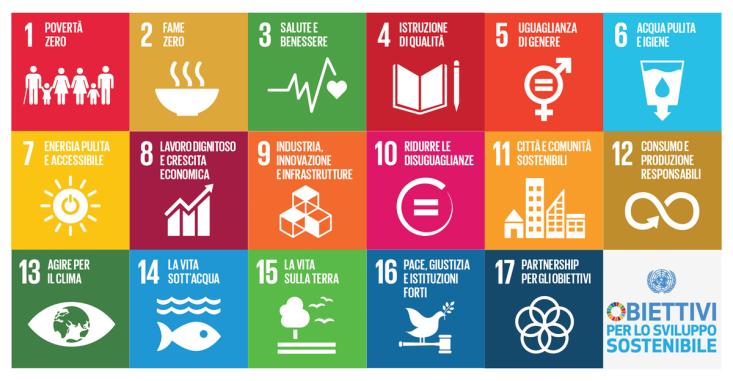 1 POVERTÀ
ZERO
2 FAME
ZERO
3 SALUTE E
BENESSERE
4 ISTRUZIONE
DI QUALITÀ
5 UGUAGLIANZA
DI GENERE
6 ACQUA PULITA
E IGIENE
7 ENERGIA PULITA
E ACCESSIBILE
8 LAVORO DIGNITOSO
E CRESCITA
ECONOMICA
9 INDUSTRIA,
INNOVAZIONE
E INFRASTRUTTURE
10 RIDURRE LE
DISUGUAGLIANZE
11 CITTÀ E COMUNITÀ
SOSTENIBILI
12 CONSUMO E
PRODUZIONE
RESPONSABILI
13 AGIRE PER
IL CLIMA
14 LA VITA
SOTT'ACQUA
15 LA VITA
SULLA TERRA
16 PACE, GIUSTIZIA
E ISTITUZIONI
FORTI
17 PARTNERSHIP
PER GLI OBIETTIVI
OBIETTIVI
PER LO SVILUPPO
SOSTENIBILE